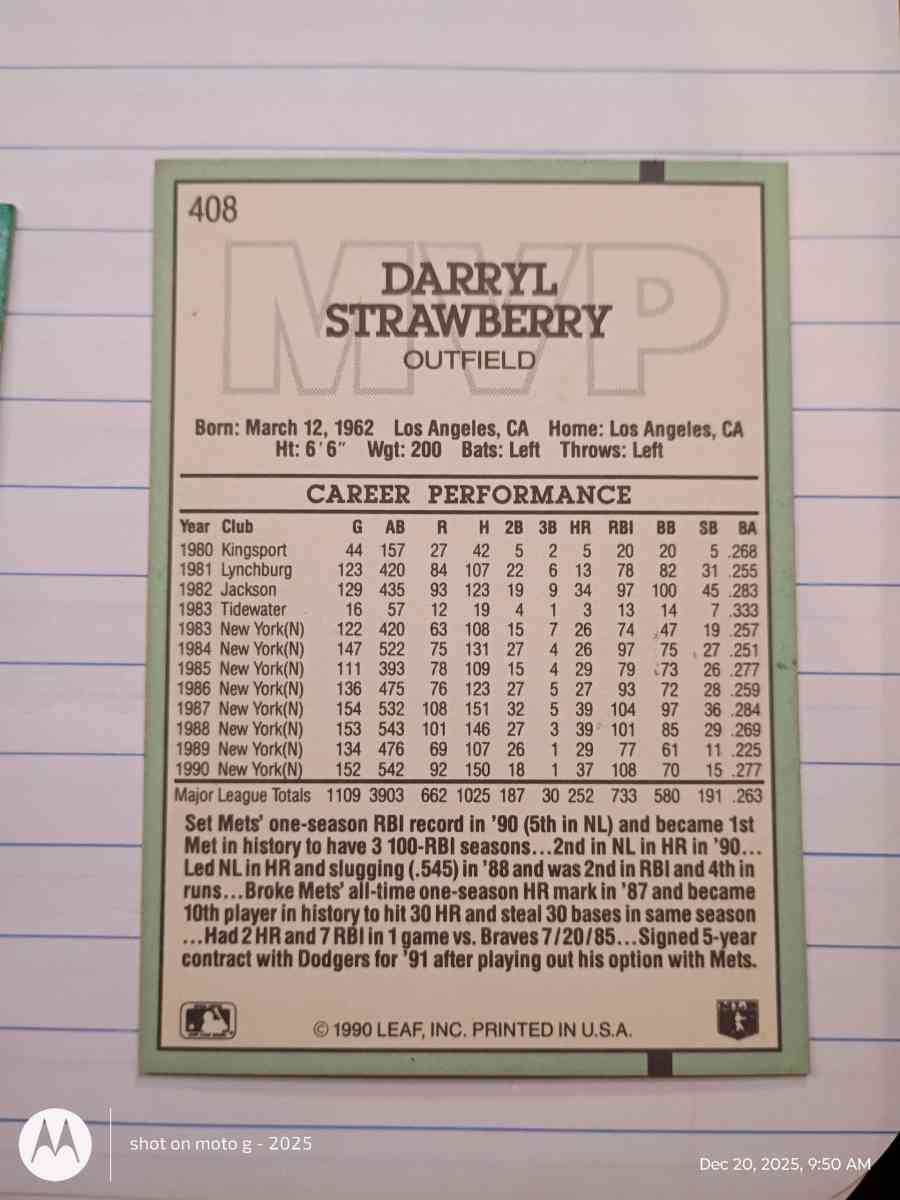 408
MVP
DARRYL
STRAWBERRY
OUTFIELD
Born: March 12, 1962 Los Angeles, CA Home: Los Angeles, CA
Ht: 6'6" Wgt: 200 Bats: Left Throws: Left
CAREER PERFORMANCE
Year Club G AB R H 2B 3B HR RBI BB SB BA
1980 Kingsport 44 157 27 42 5 2 5 20 20 5 .268
1981 Lynchburg 123 420 84 107 22 6 13 78 82 31 .255
1982 Jackson 129 435 93 123 19 9 34 97 100 45 .283
1983 Tidewater 16 57 12 19 4 1 3 13 14 7 .333
1983 New York(N) 122 420 63 108 15 7 26 74 47 19 .257
1984 New York(N) 147 522 75 131 27 4 26 97 75 27 .251
1985 New York(N) 111 393 78 109 15 4 29 79 73 26 .277
1986 New York(N) 136 475 76 123 27 5 27 93 72 28 .259
1987 New York(N) 154 532 108 151 32 5 39 104 97 36 .284
1988 New York(N) 153 543 101 146 27 3 39 101 85 29 .269
1989 New York(N) 134 476 69 107 26 1 29 77 61 11 .225
1990 New York(N) 152 542 92 150 18 1 37 108 70 15 .277
Major League Totals 1109 3903 662 1025 187 30 252 733 580 191 .263
Set Mets' one-season RBI record in '90 (5th in NL) and became 1st
Met in history to have 3 100-RBI seasons...2nd in NL in HR in '90...
Led NL in HR and slugging (.545) in '88 and was 2nd in RBI and 4th in
runs...Broke Mets' all-time one-season HR mark in '87 and became
10th player in history to hit 30 HR and steal 30 bases in same season
...Had 2 HR and 7 RBI in 1 game vs. Braves 7/20/85...Signed 5-year
contract with Dodgers for '91 after playing out his option with Mets.
© 1990 LEAF, INC. PRINTED IN U.S.A.
shot on moto g - 2025
Dec 20, 2025, 9:50 AM